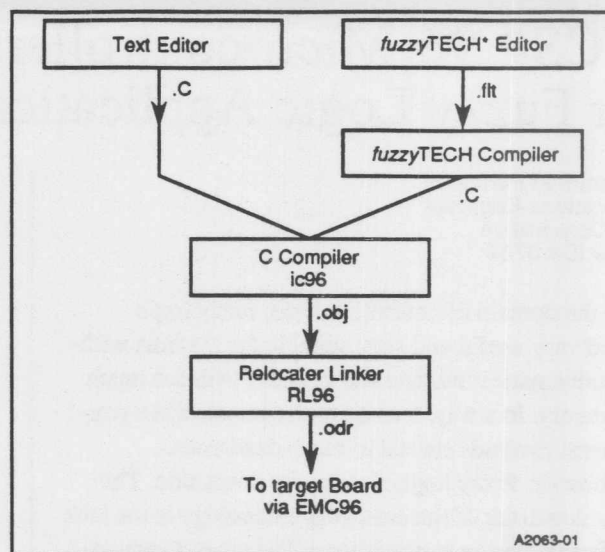 Text Editor
fuzzyTECH* Editor
.C
.flt
fuzzyTECH Compiler
.C
C Compiler
ic96
.obj
Relocater Linker
RL96
.odr
To target Board
via EMC96
A2063-01